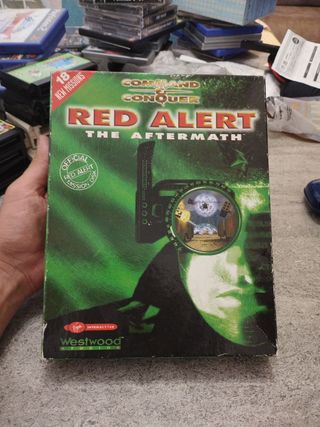 18
NEW MISSIONS
COMMAND
&
CONQUER
RED ALERT
THE AFTERMATH
OFFICIAL
RED ALERT
MISSION DISK
Virgin INTERACTIVE
Westwood